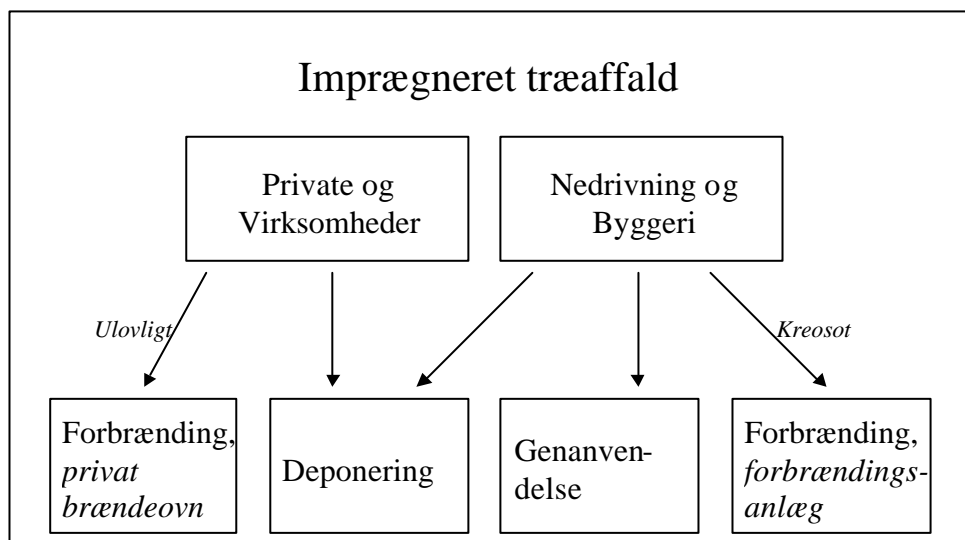 Imprægneret træaffald
Private og
Virksomheder
Nedrivning og
Byggeri
Ulovligt
Kreosot
Forbrænding,
privat
brændeovn
Deponering
Genanven-
delse
Forbrænding,
forbrændings-
anlæg